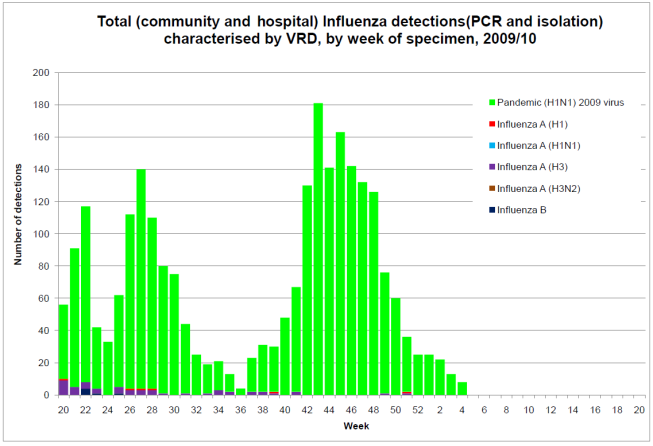 Total (community and hospital) Influenza detections(PCR and isolation)
characterised by VRD, by week of specimen, 2009/10
200
180
160
140
120
100
80
60
40
20
0
Number of detections
Pandemic (H1N1) 2009 virus
Influenza A (H1)
Influenza A (H1N1)
Influenza A (H3)
Influenza A (H3N2)
Influenza B
20 22 24 26 28 30 32 34 36 38 40 42 44 46 48 50 52 2 4 6 8 10 12 14 16 18 20
Week